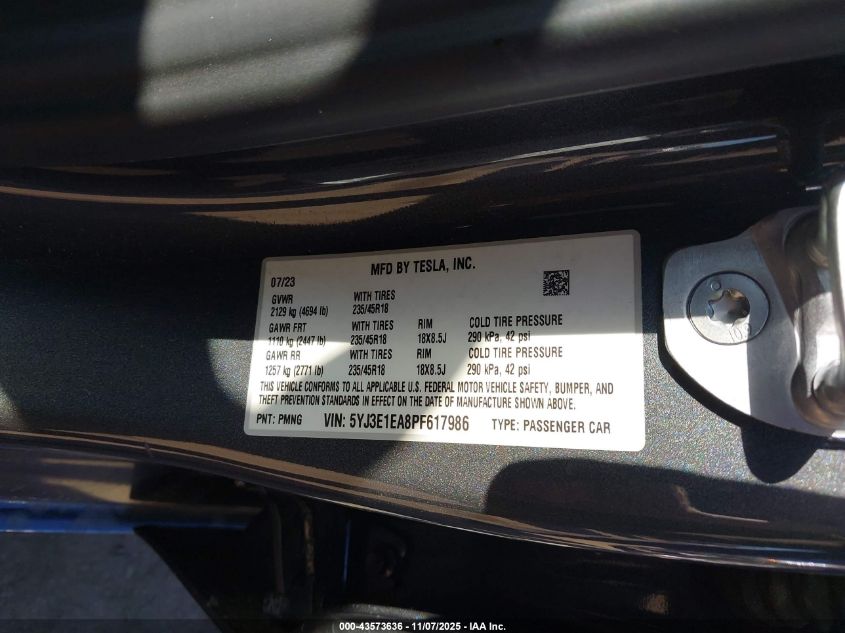 MFD BY TESLA, INC.
07/23
GVWR WITH TIRES
2129 kg (4694 lb) 235/45R18
GAWR FRT WITH TIRES RIM COLD TIRE PRESSURE
1110 kg (2447 lb) 235/45R18 18X8.5J 290 kPa, 42 psi
GAWR RR WITH TIRES RIM COLD TIRE PRESSURE
1257 kg (2771 lb) 235/45R18 18X8.5J 290 kPa, 42 psi
THIS VEHICLE CONFORMS TO ALL APPLICABLE U.S. FEDERAL MOTOR VEHICLE SAFETY, BUMPER, AND
THEFT PREVENTION STANDARDS IN EFFECT ON THE DATE OF MANUFACTURE SHOWN ABOVE.
PNT: PMNG VIN: 5YJ3E1EA8PF617986 TYPE: PASSENGER CAR
000-43573636 - 11/07/2025 - IAA Inc.